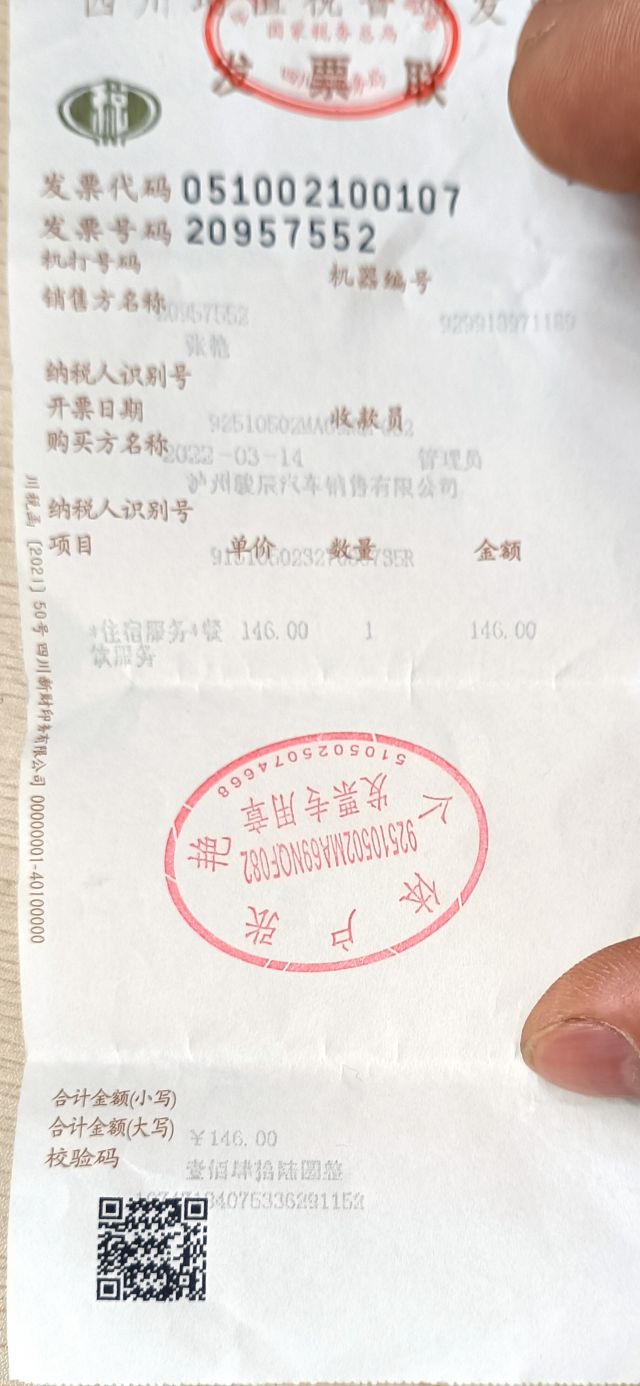 国家税务总局
发票联
发票代码 051002100107
发票号码 20957552
机打号码
机器编号
销售方名称
20957552
929913971189
张艳
纳税人识别号
开票日期
收款员
购买方名称
2022-03-14
管理员
泸州骏辰汽车销售有限公司
纳税人识别号
项目 单价 数量 金额
*住宿服务*餐 146.00 1 146.00
饮服务
5105025074668
发票专用章
92510502MA69NQF082
合计金额(小写)
合计金额(大写)
¥146.00
校验码
壹佰肆拾陆圆整
川税函〔2021〕50号 四川新财印务有限公司 00000001-40100000